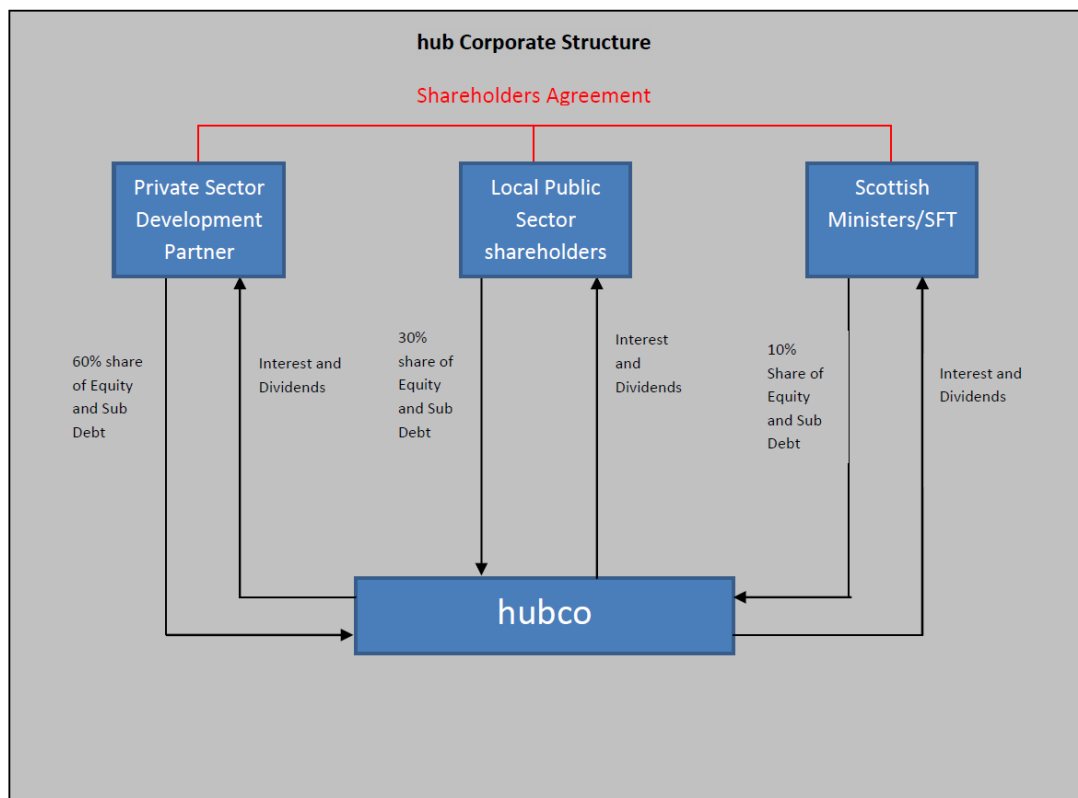 hub Corporate Structure
Shareholders Agreement
Private Sector
Development
Partner
Local Public
Sector
shareholders
Scottish
Ministers/SFT
60% share
of Equity
and Sub
Debt
Interest and
Dividends
30%
share of
Equity
and Sub
Debt
Interest
and
Dividends
10%
Share of
Equity
and Sub
Debt
Interest and
Dividends
hubco